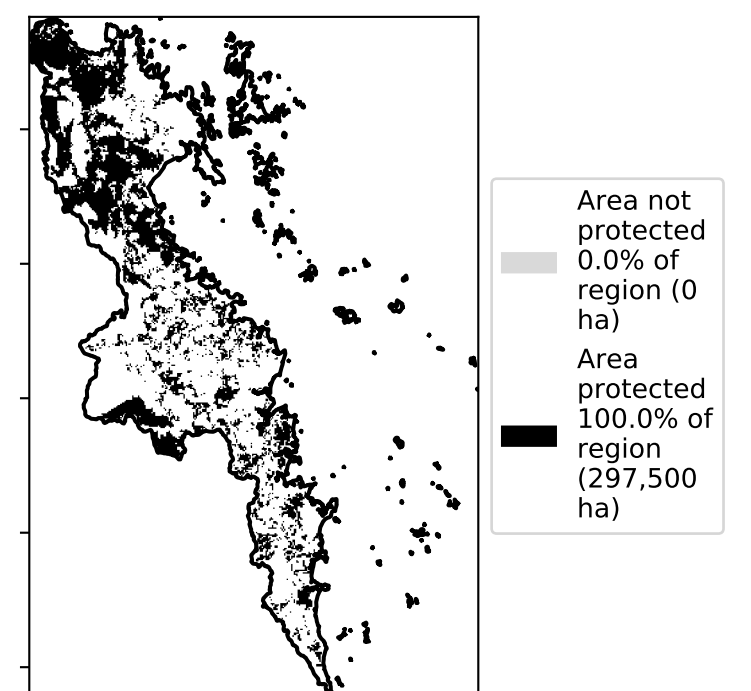 Area not
protected
0.0% of
region (0
ha)
Area
protected
100.0% of
region
(297,500
ha)